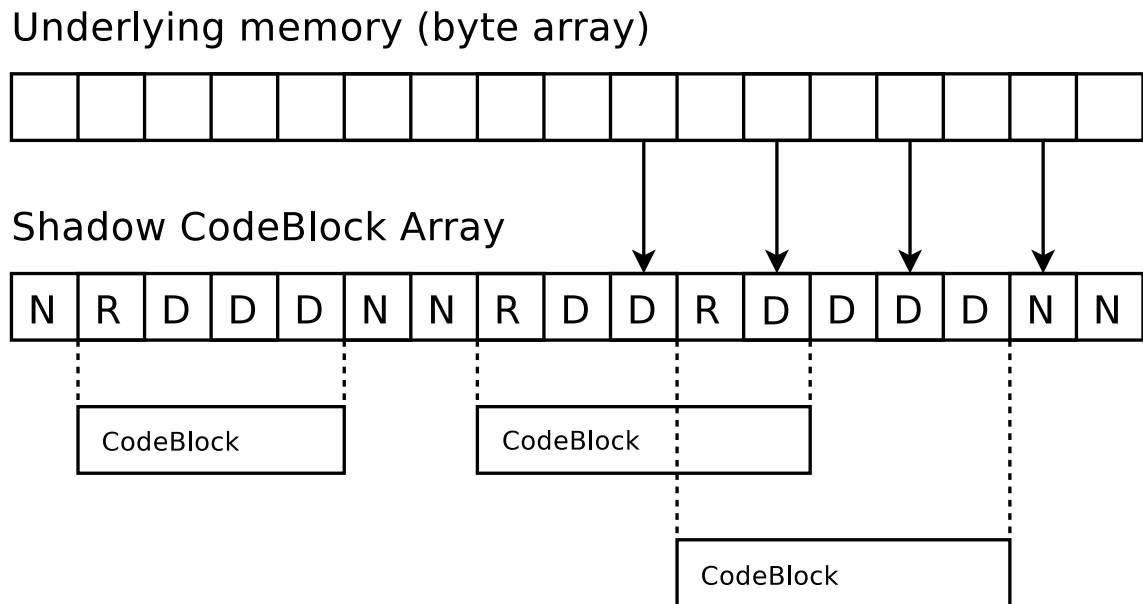 Underlying memory (byte array)
Shadow CodeBlock Array
N R D D D N N R D D R D D D D N N
CodeBlock CodeBlock
CodeBlock